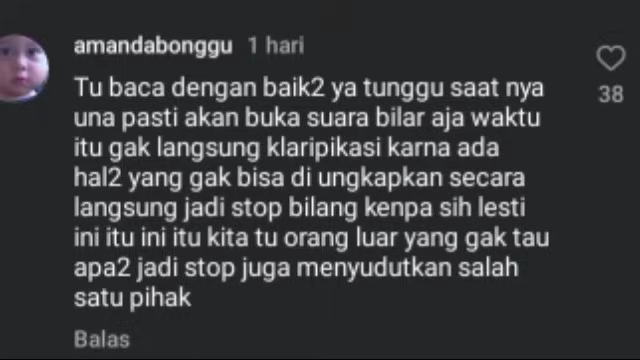 amandabonggu 1 hari
Tu baca dengan baik2 ya tunggu saat nya
una pasti akan buka suara bilar aja waktu
itu gak langsung klaripikasi karna ada
hal2 yang gak bisa di ungkapkan secara
langsung jadi stop bilang kenpa sih lesti
ini itu ini itu kita tu orang luar yang gak tau
apa2 jadi stop juga menyudutkan salah
satu pihak
38
Balas